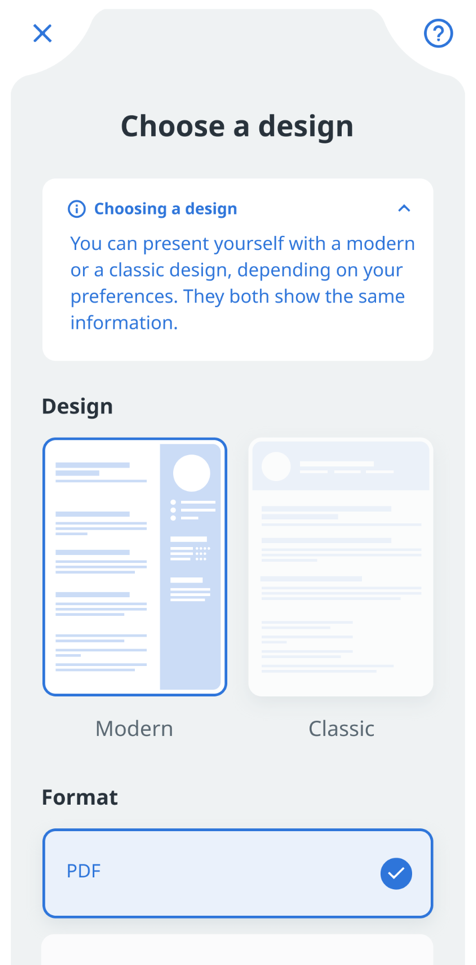 Choose a design
Choosing a design
You can present yourself with a modern
or a classic design, depending on your
preferences. They both show the same
information.
Design
Modern
Classic
Format
PDF